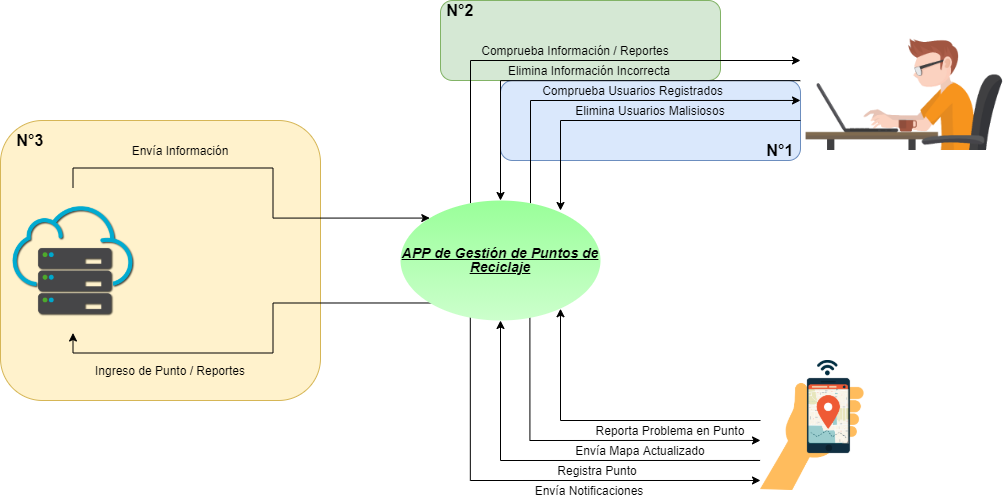 N°2
Comprueba Información / Reportes
Elimina Información Incorrecta
Comprueba Usuarios Registrados
Elimina Usuarios Malisiosos
N°1
N°3
Envía Información
APP de Gestión de Puntos de
Reciclaje
Ingreso de Punto / Reportes
Reporta Problema en Punto
Envía Mapa Actualizado
Registra Punto
Envía Notificaciones